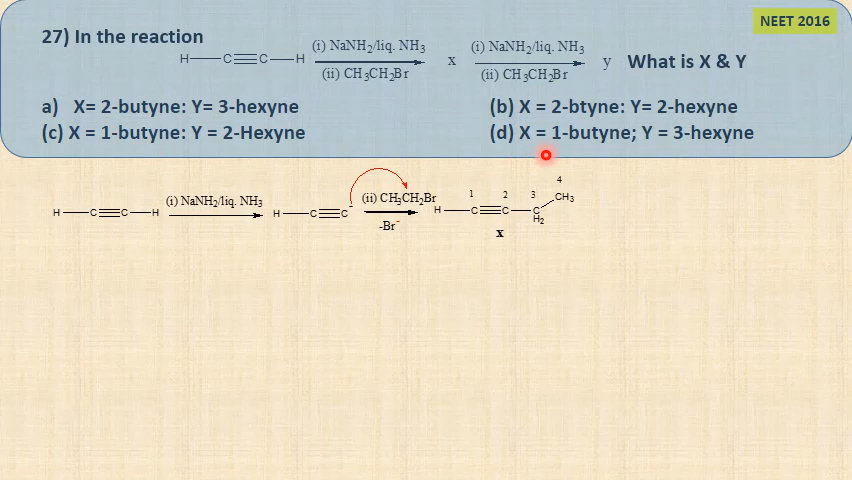 NEET 2016
27) In the reaction
H—C≡C—H (i) NaNH2/liq. NH3 x (i) NaNH2/liq. NH3 y What is X & Y
(ii) CH3CH2Br (ii) CH3CH2Br
a) X= 2-butyne: Y= 3-hexyne (b) X = 2-btyne: Y= 2-hexyne
(c) X = 1-butyne: Y = 2-Hexyne (d) X = 1-butyne; Y = 3-hexyne
H—C≡C—H (i) NaNH2/liq. NH3 H—C≡C- (ii) CH3CH2Br H—C≡C—C CH3
1 2 3 4
-Br- H2
x